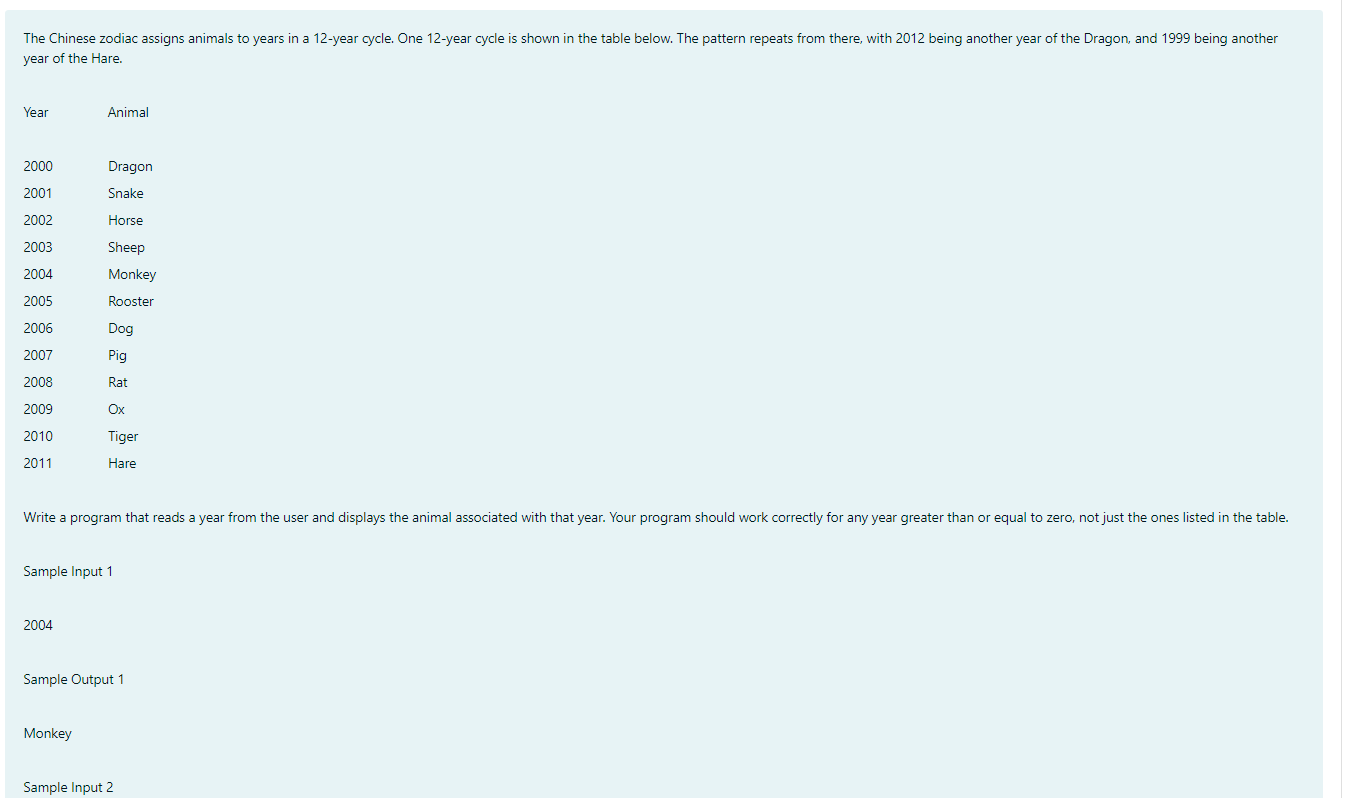 The Chinese zodiac assigns animals to years in a 12-year cycle. One 12-year cycle is shown in the table below. The pattern repeats from there, with 2012 being another year of the Dragon, and 1999 being another
year of the Hare.
Year Animal
2000 Dragon
2001 Snake
2002 Horse
2003 Sheep
2004 Monkey
2005 Rooster
2006 Dog
2007 Pig
2008 Rat
2009 Ox
2010 Tiger
2011 Hare
Write a program that reads a year from the user and displays the animal associated with that year. Your program should work correctly for any year greater than or equal to zero, not just the ones listed in the table.
Sample Input 1
2004
Sample Output 1
Monkey
Sample Input 2